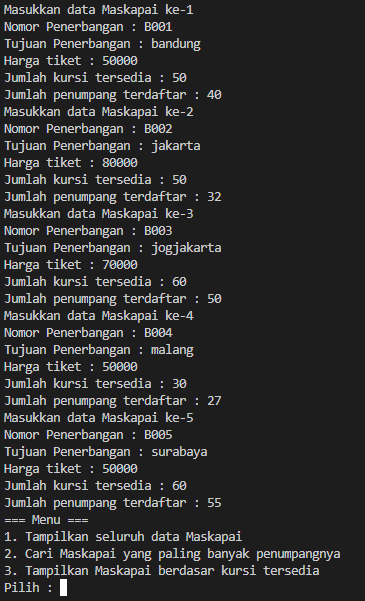 Masukkan data Maskapai ke-1
Nomor Penerbangan : B001
Tujuan Penerbangan : bandung
Harga tiket : 50000
Jumlah kursi tersedia : 50
Jumlah penumpang terdaftar : 40
Masukkan data Maskapai ke-2
Nomor Penerbangan : B002
Tujuan Penerbangan : jakarta
Harga tiket : 80000
Jumlah kursi tersedia : 50
Jumlah penumpang terdaftar : 32
Masukkan data Maskapai ke-3
Nomor Penerbangan : B003
Tujuan Penerbangan : jogjakarta
Harga tiket : 70000
Jumlah kursi tersedia : 60
Jumlah penumpang terdaftar : 50
Masukkan data Maskapai ke-4
Nomor Penerbangan : B004
Tujuan Penerbangan : malang
Harga tiket : 50000
Jumlah kursi tersedia : 30
Jumlah penumpang terdaftar : 27
Masukkan data Maskapai ke-5
Nomor Penerbangan : B005
Tujuan Penerbangan : surabaya
Harga tiket : 50000
Jumlah kursi tersedia : 60
Jumlah penumpang terdaftar : 55
=== Menu ===
1. Tampilkan seluruh data Maskapai
2. Cari Maskapai yang paling banyak penumpangnya
3. Tampilkan Maskapai berdasar kursi tersedia
Pilih :